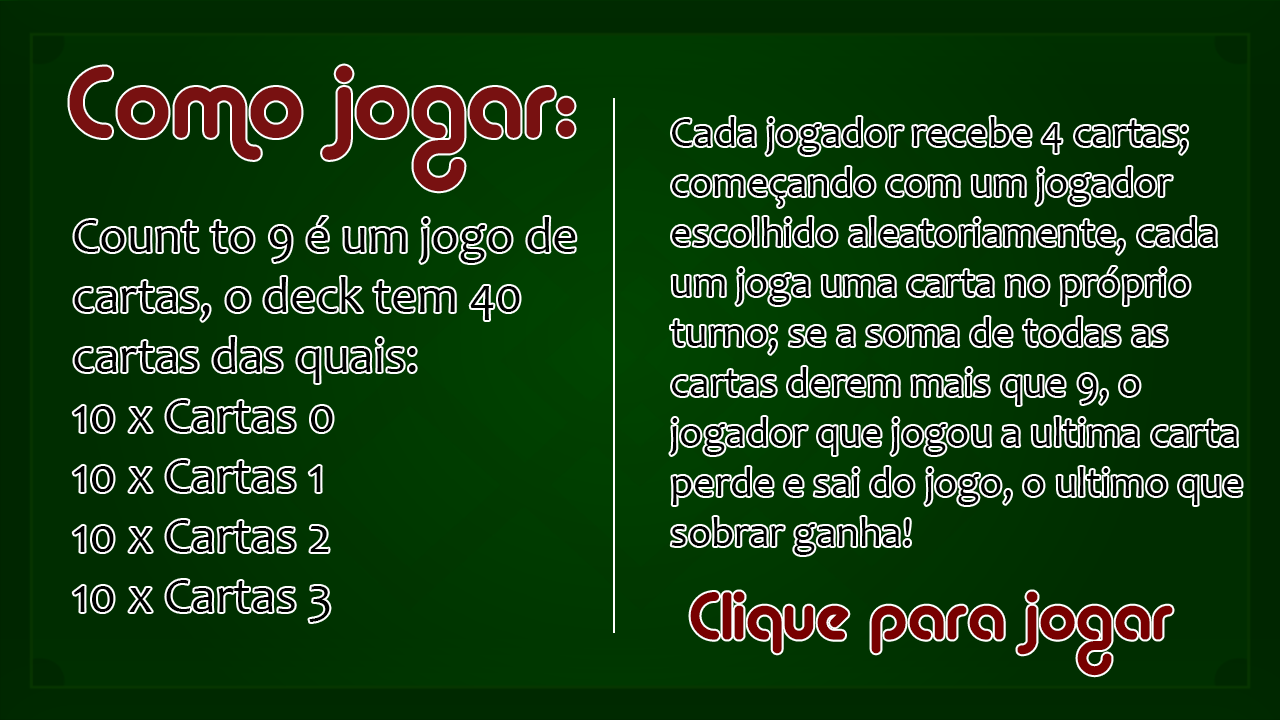 Como jogar:
Count to 9 é um jogo de
cartas, o deck tem 40
cartas das quais:
10 x Cartas 0
10 x Cartas 1
10 x Cartas 2
10 x Cartas 3
Cada jogador recebe 4 cartas;
começando com um jogador
escolhido aleatoriamente, cada
um joga uma carta no próprio
turno; se a soma de todas as
cartas derem mais que 9, o
jogador que jogou a ultima carta
perde e sai do jogo, o ultimo que
sobrar ganha!
Clique para jogar